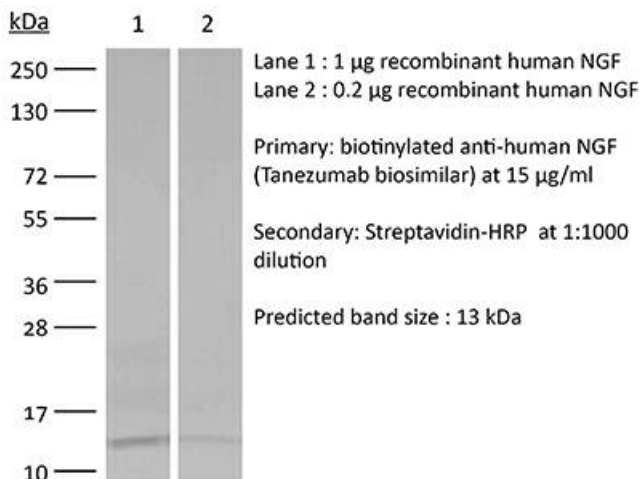 kDa
1 2
250
130
72
55
36
28
17
10
Lane 1 : 1 µg recombinant human NGF
Lane 2 : 0.2 µg recombinant human NGF
Primary: biotinylated anti-human NGF
(Tanezumab biosimilar) at 15 µg/ml
Secondary: Streptavidin-HRP at 1:1000
dilution
Predicted band size : 13 kDa